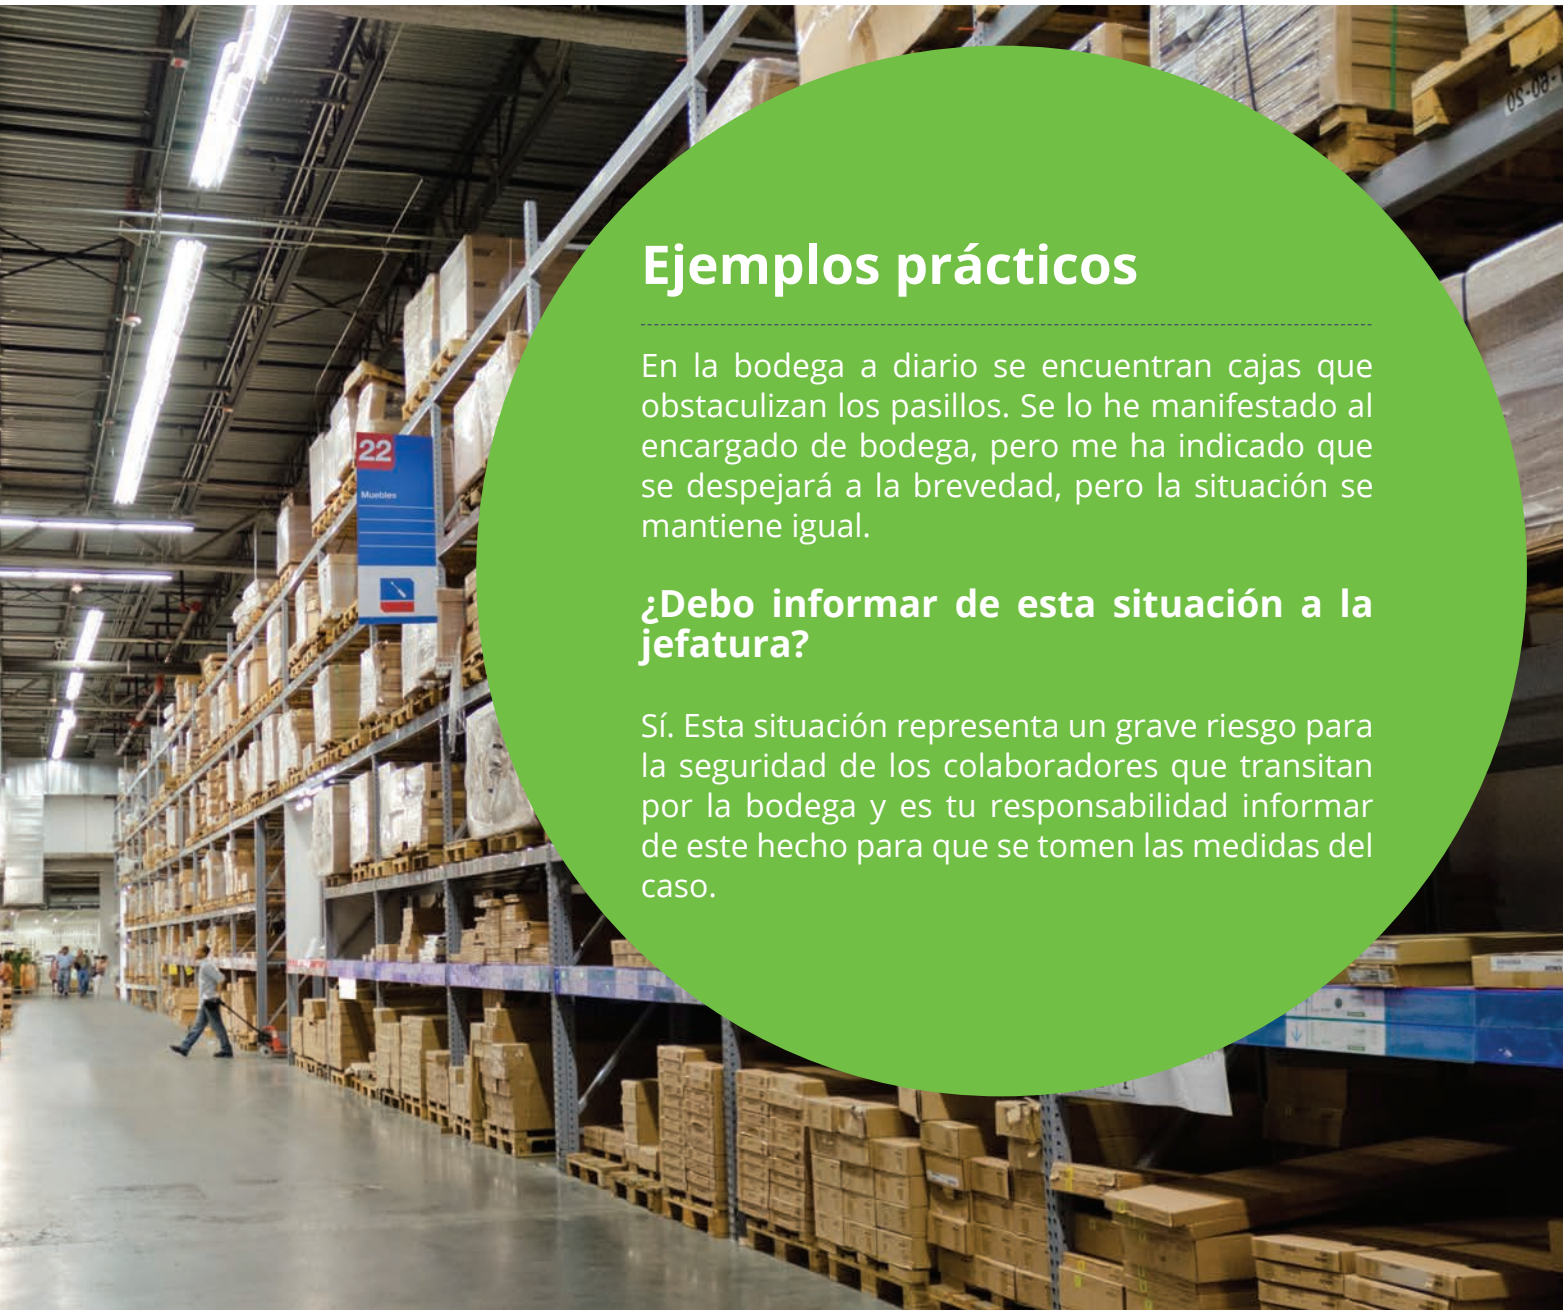 Ejemplos prácticos
En la bodega a diario se encuentran cajas que
obstaculizan los pasillos. Se lo he manifestado al
encargado de bodega, pero me ha indicado que
se despejará a la brevedad, pero la situación se
mantiene igual.
¿Debo informar de esta situación a la
jefatura?
Sí. Esta situación representa un grave riesgo para
la seguridad de los colaboradores que transitan
por la bodega y es tu responsabilidad informar
de este hecho para que se tomen las medidas del
caso.
22
Muebles